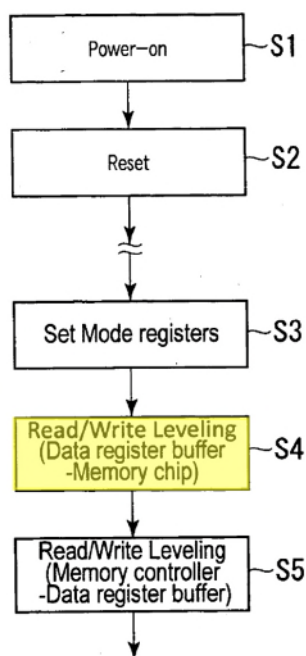 Power-on
S1
Reset
S2
Set Mode registers
S3
Read/Write Leveling
(Data register buffer
-Memory chip)
S4
Read/Write Leveling
(Memory controller
-Data register buffer)
S5